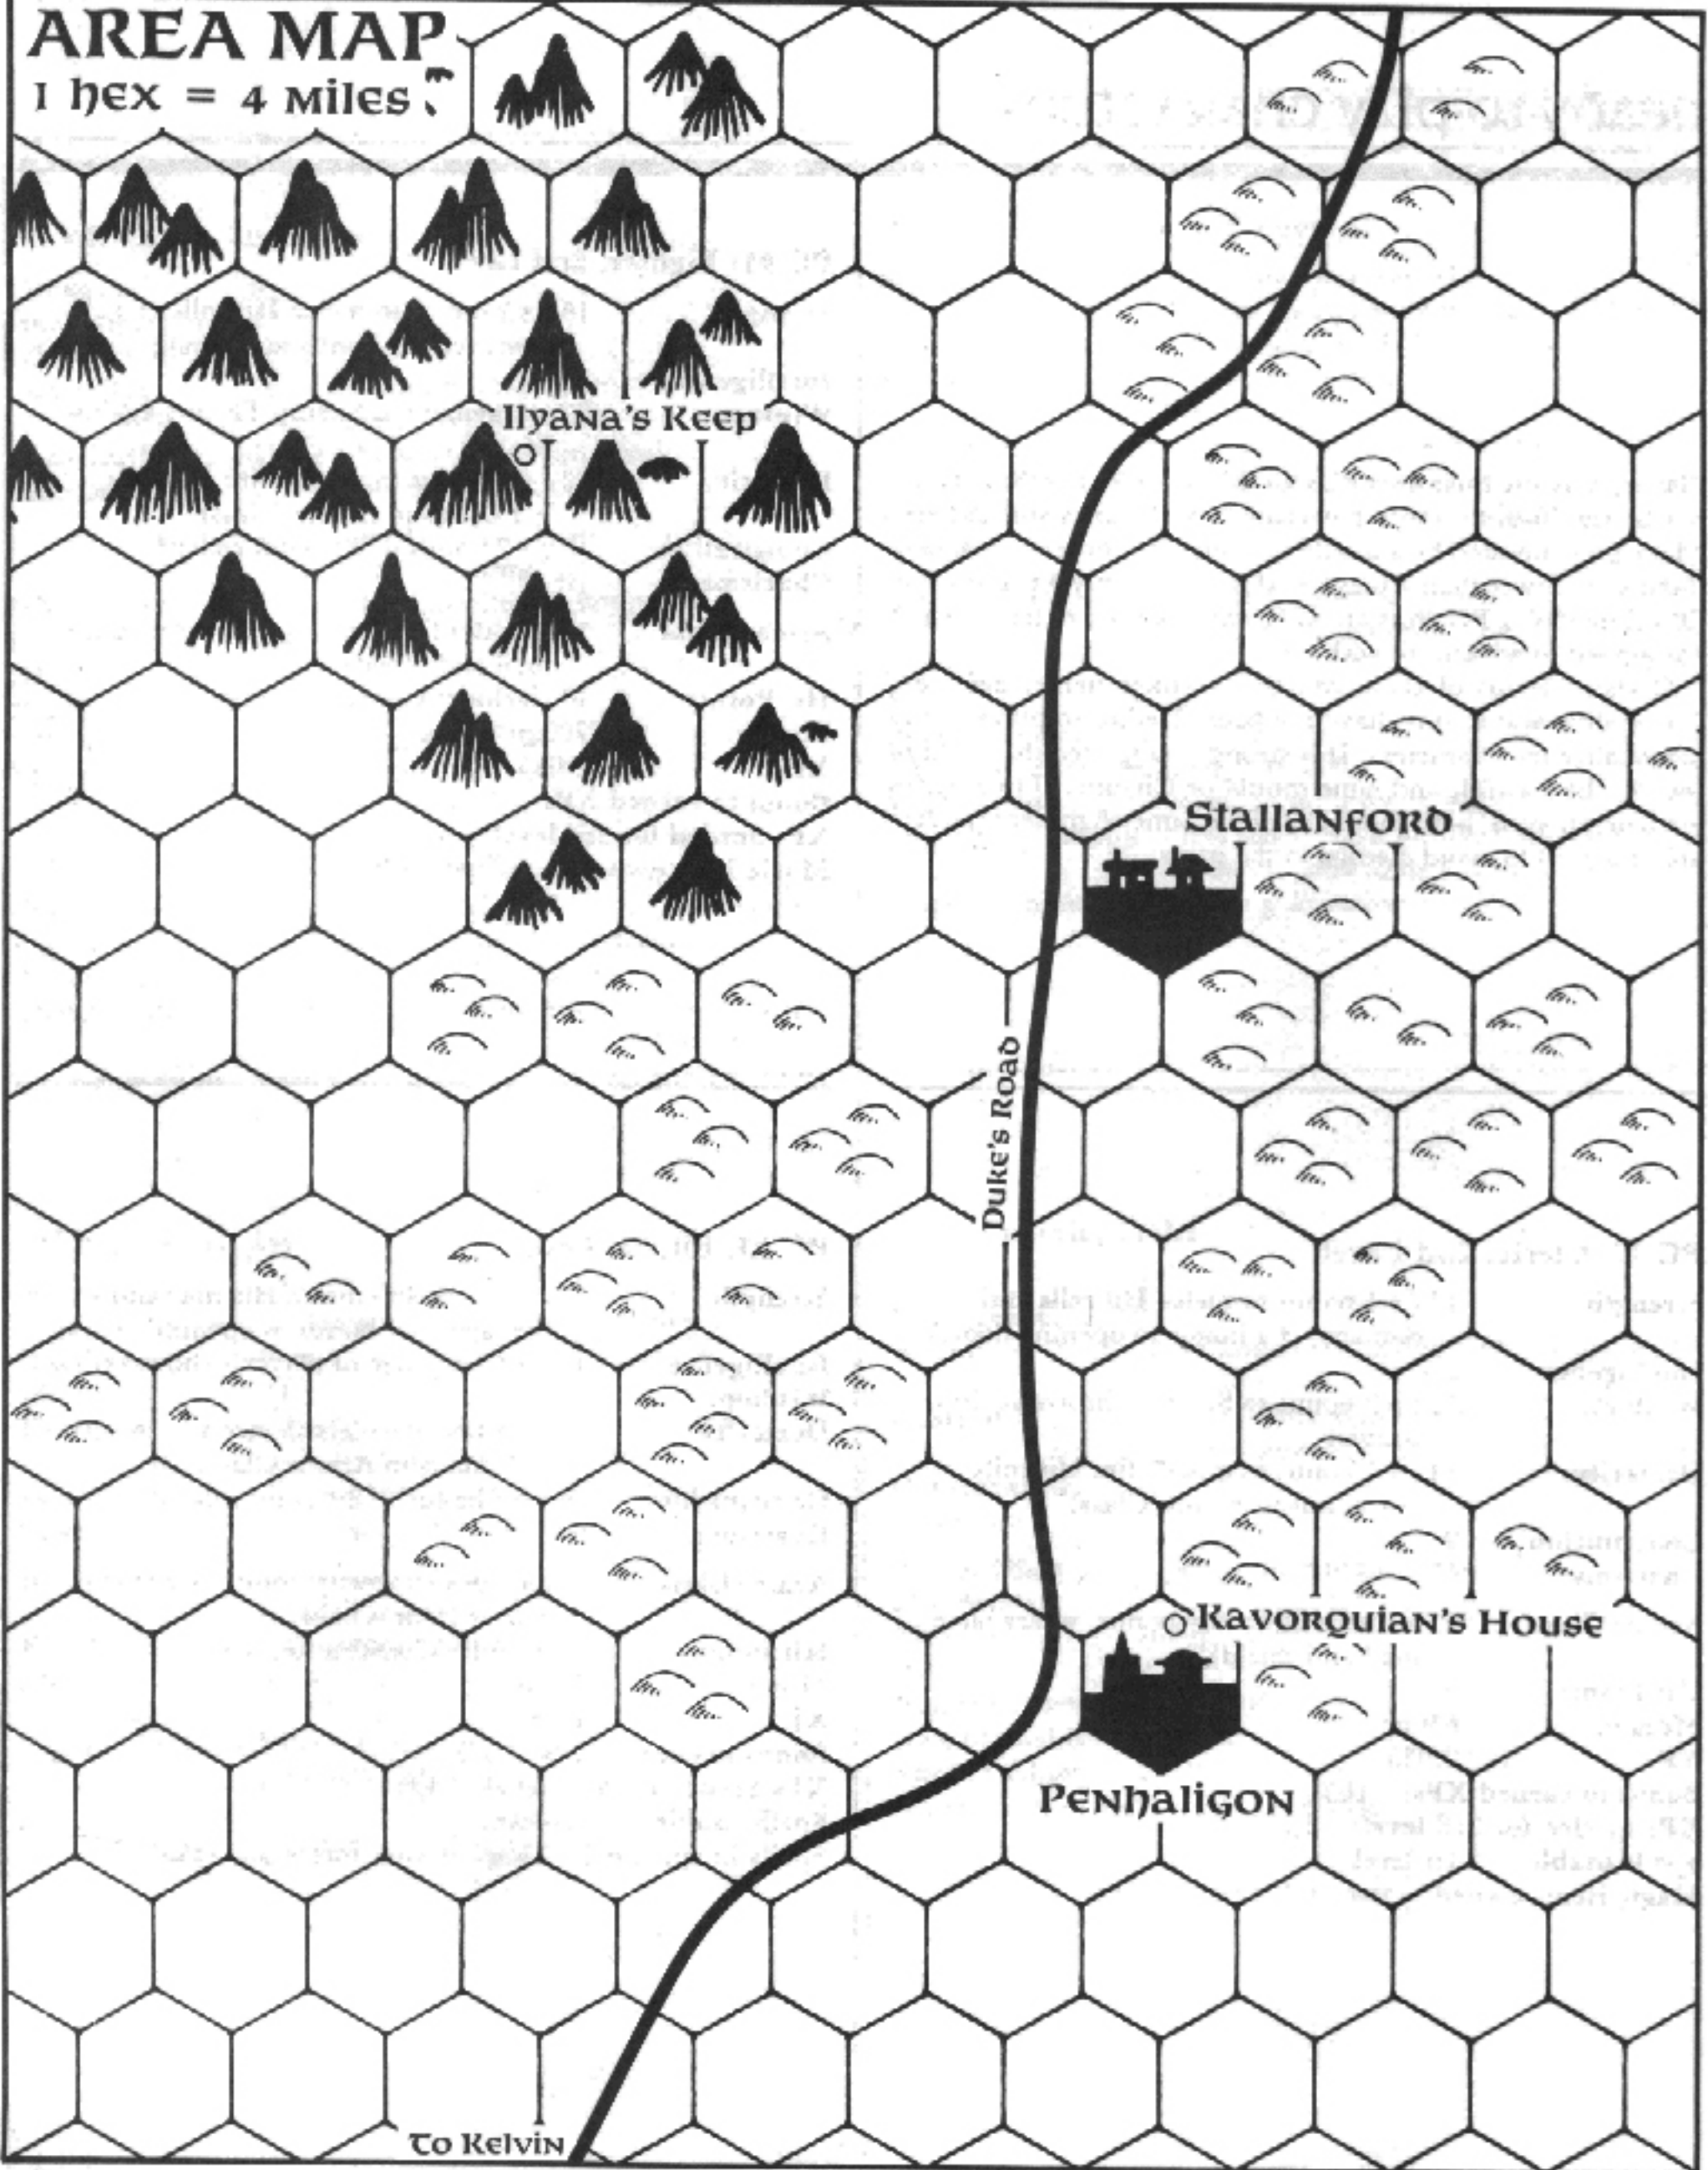 AREA MAP
1 hex = 4 Miles
Ilyana's Keep
Stallanford
Duke's Road
Kavorquian's House
Penhaligon
To Kelvin